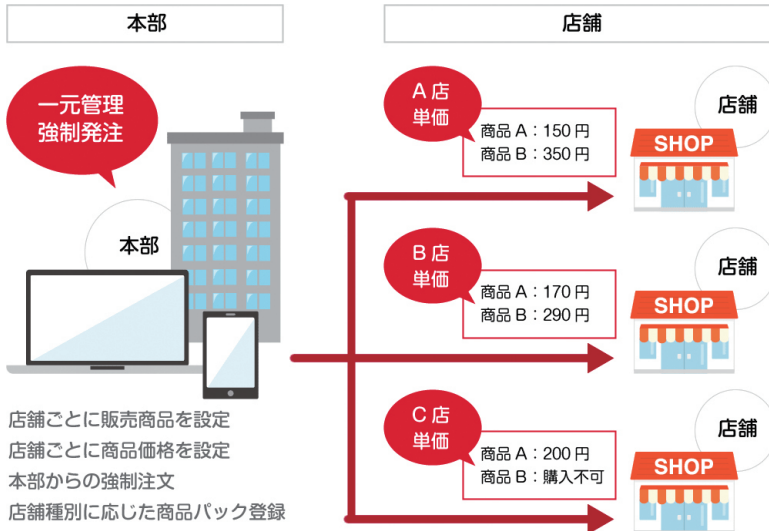 本部
店舗
一元管理
強制発注
本部
店舗ごとに販売商品を設定
店舗ごとに商品価格を設定
本部からの強制注文
店舗種別に応じた商品パック登録
A店
単価
商品A：150円
商品B：350円
店舗
SHOP
B店
単価
商品A：170円
商品B：290円
店舗
SHOP
C店
単価
商品A：200円
商品B：購入不可
店舗
SHOP